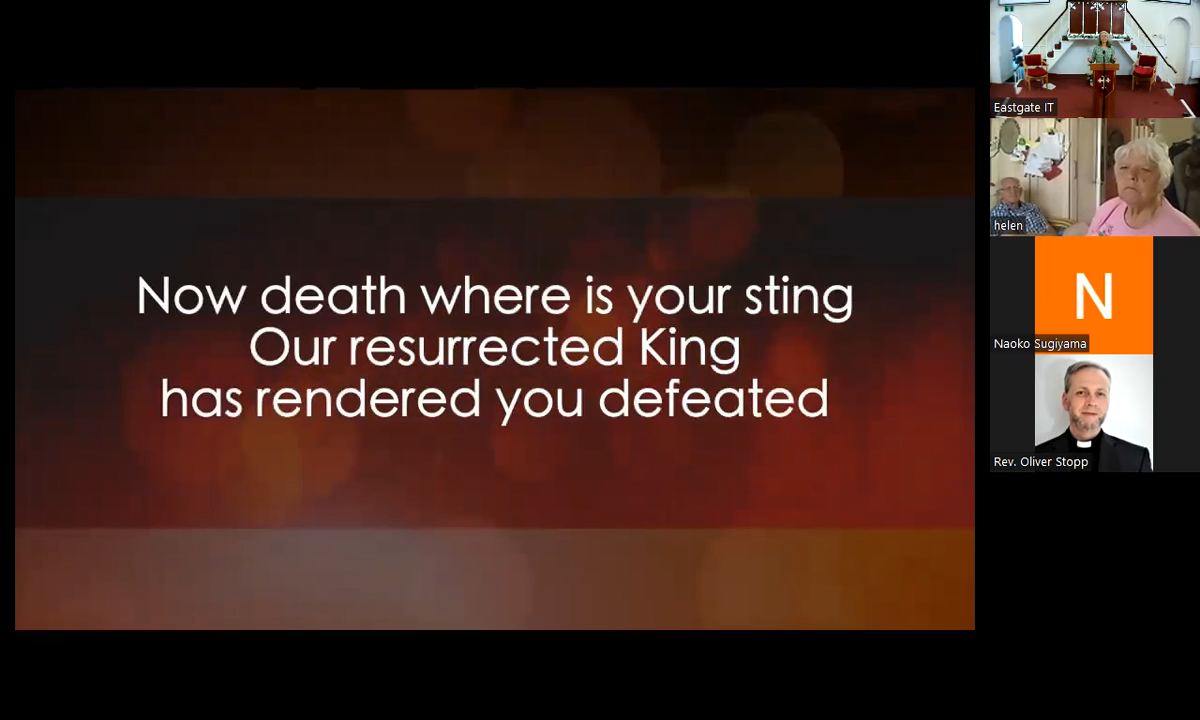 Now death where is your sting
Our resurrected King
has rendered you defeated
Eastgate IT
helen
N
Naoko Sugiyama
Rev. Oliver Stopp